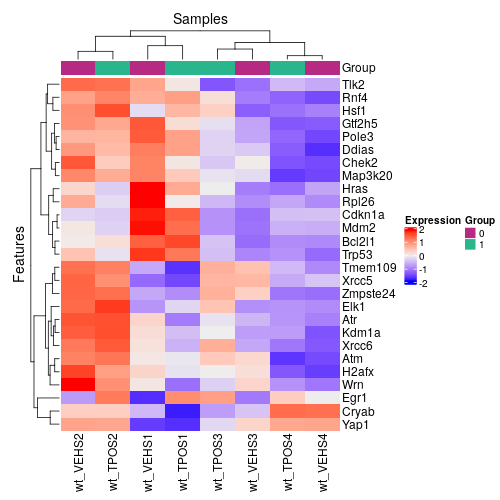 Samples
Group
Tlk2
Rnf4
Hsf1
Gtf2h5
Pole3
Ddias
Chek2
Map3k20
Hras
Rpl26
Cdkn1a
Mdm2
Bcl2l1
Trp53
Tmem109
Xrcc5
Zmpste24
Elk1
Atr
Kdm1a
Xrcc6
Atm
H2afx
Wrn
Egr1
Cryab
Yap1
Features
wt_VEHS2
wt_TPOS2
wt_VEHS1
wt_TPOS1
wt_TPOS3
wt_VEHS3
wt_TPOS4
wt_VEHS4
Expression Group
2 0
1 1
0
-1
-2